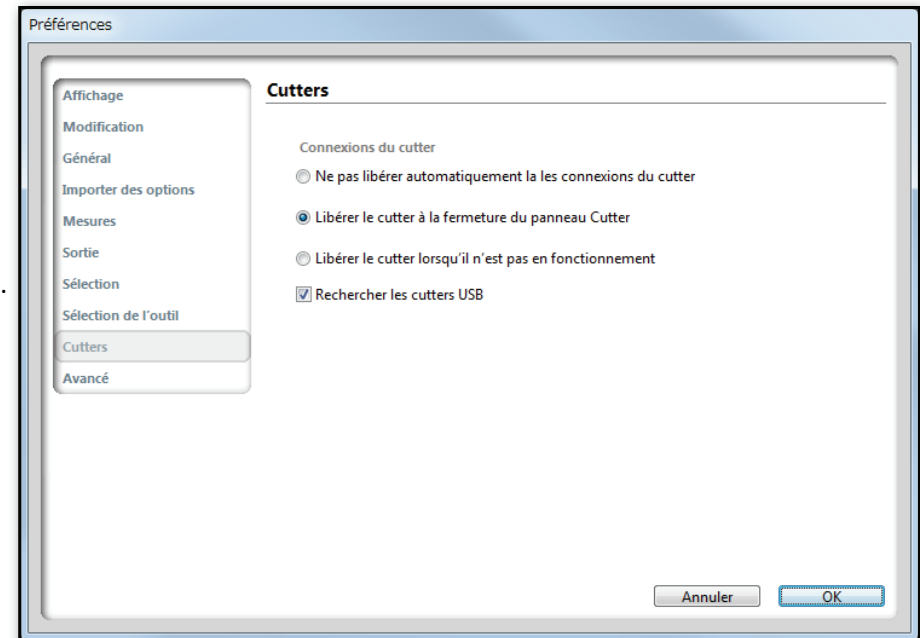 Préférences
Affichage
Modification
Général
Importer des options
Mesures
Sortie
Sélection
Sélection de l'outil
Cutters
Avancé
Cutters
Connexions du cutter
Ne pas libérer automatiquement la les connexions du cutter
Libérer le cutter à la fermeture du panneau Cutter
Libérer le cutter lorsqu'il n'est pas en fonctionnement
Rechercher les cutters USB
.
Annuler
OK